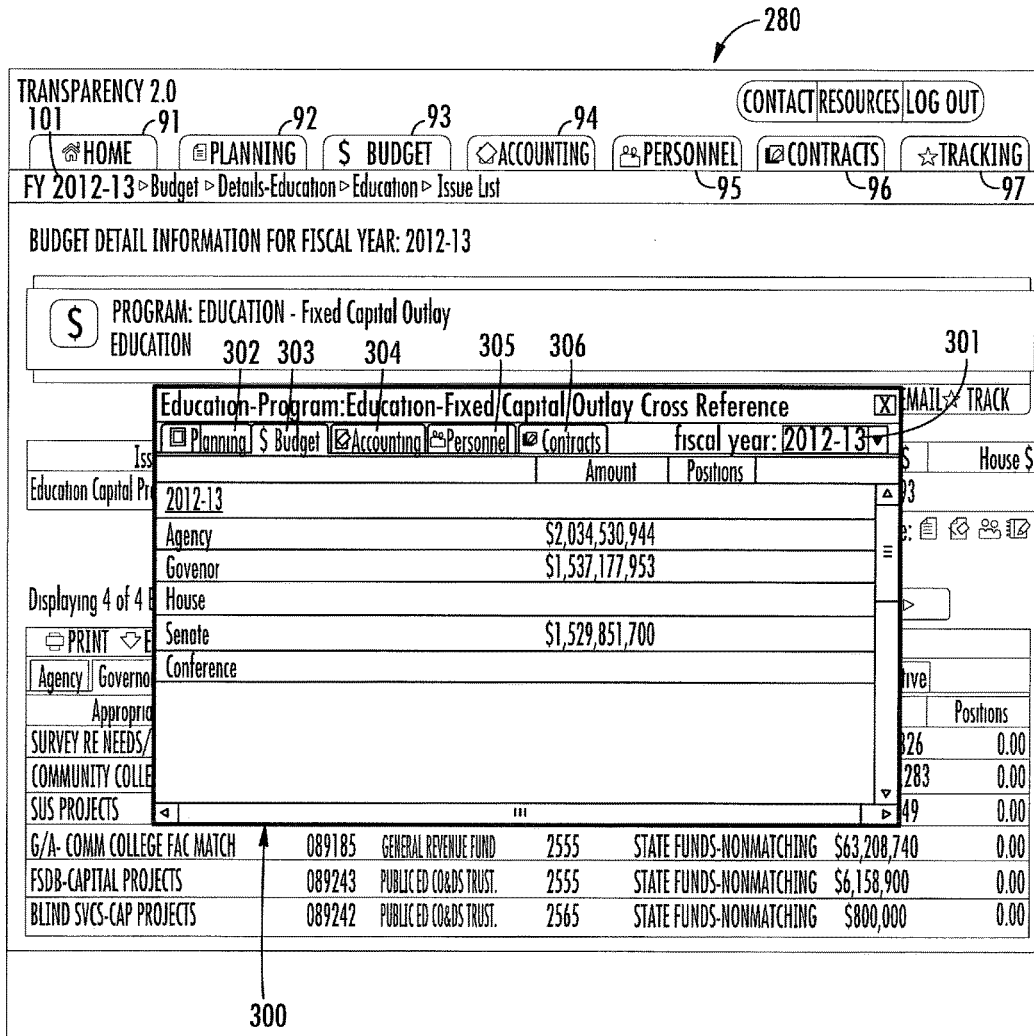 280
TRANSPARENCY 2.0
CONTACT RESOURCES LOG OUT
101 91 92 93 94
HOME PLANNING $ BUDGET ACCOUNTING PERSONNEL CONTRACTS TRACKING
FY 2012-13 Budget Details-Education Education Issue List
95 96 97
BUDGET DETAIL INFORMATION FOR FISCAL YEAR: 2012-13
$ PROGRAM: EDUCATION - Fixed Capital Outlay
EDUCATION
302 303 304 305 306 301
EMAIL TRACK
Education-Program:Education-Fixed Capital Outlay Cross Reference X
Planning $ Budget Accounting Personnel Contracts fiscal year: 2012-13
Iss $ House $
Amount Positions
Education Capital Pr 93
2012-13
Agency $2,034,530,944
Govenor $1,537,177,953
House
Displaying 4 of 4
Senate $1,529,851,700
PRINT E
Conference
Agency Governo tive
Appropria Positions
SURVEY RE NEEDS/ 326 0.00
COMMUNITY COLLE 283 0.00
SUS PROJECTS 49 0.00
G/A- COMM COLLEGE FAC MATCH 089185 GENERAL REVENUE FUND 2555 STATE FUNDS-NONMATCHING $63,208,740 0.00
FSDB-CAPITAL PROJECTS 089243 PUBLIC ED CO&DS TRUST. 2555 STATE FUNDS-NONMATCHING $6,158,900 0.00
BLIND SVCS-CAP PROJECTS 089242 PUBLIC ED CO&DS TRUST. 2565 STATE FUNDS-NONMATCHING $800,000 0.00
300